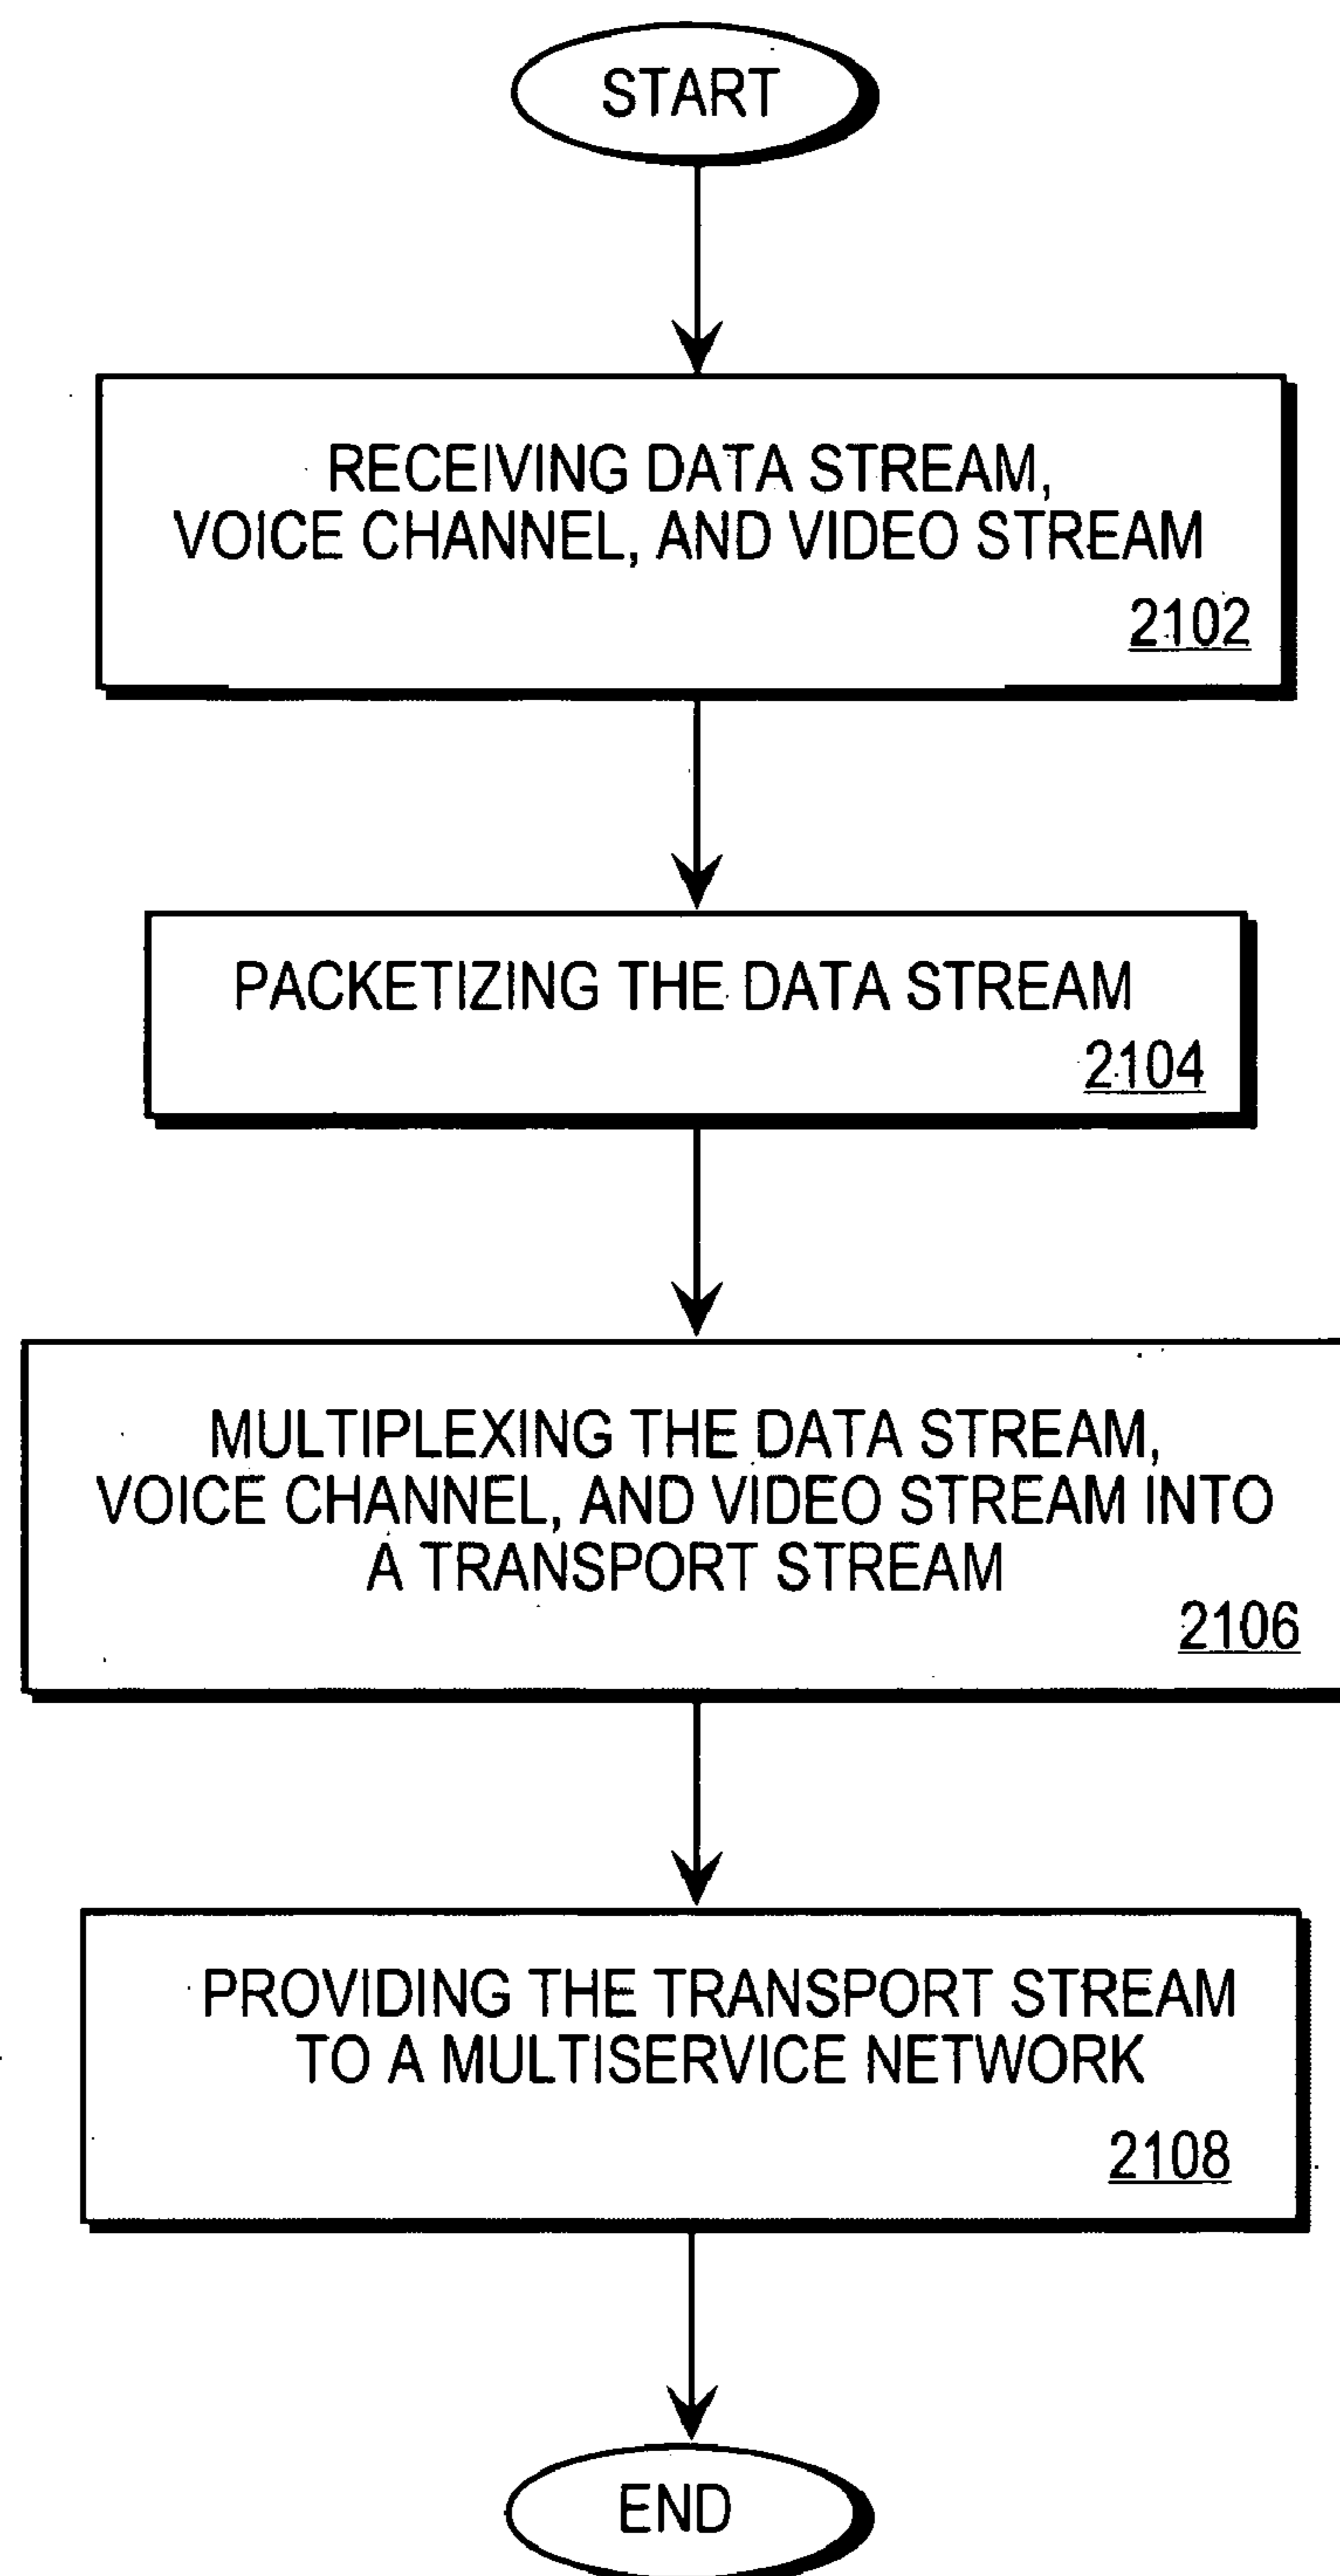 START
RECEIVING DATA STREAM,
VOICE CHANNEL, AND VIDEO STREAM
2102
PACKETIZING THE DATA STREAM
2104
MULTIPLEXING THE DATA STREAM,
VOICE CHANNEL, AND VIDEO STREAM INTO
A TRANSPORT STREAM
2106
PROVIDING THE TRANSPORT STREAM
TO A MULTISERVICE NETWORK
2108
END